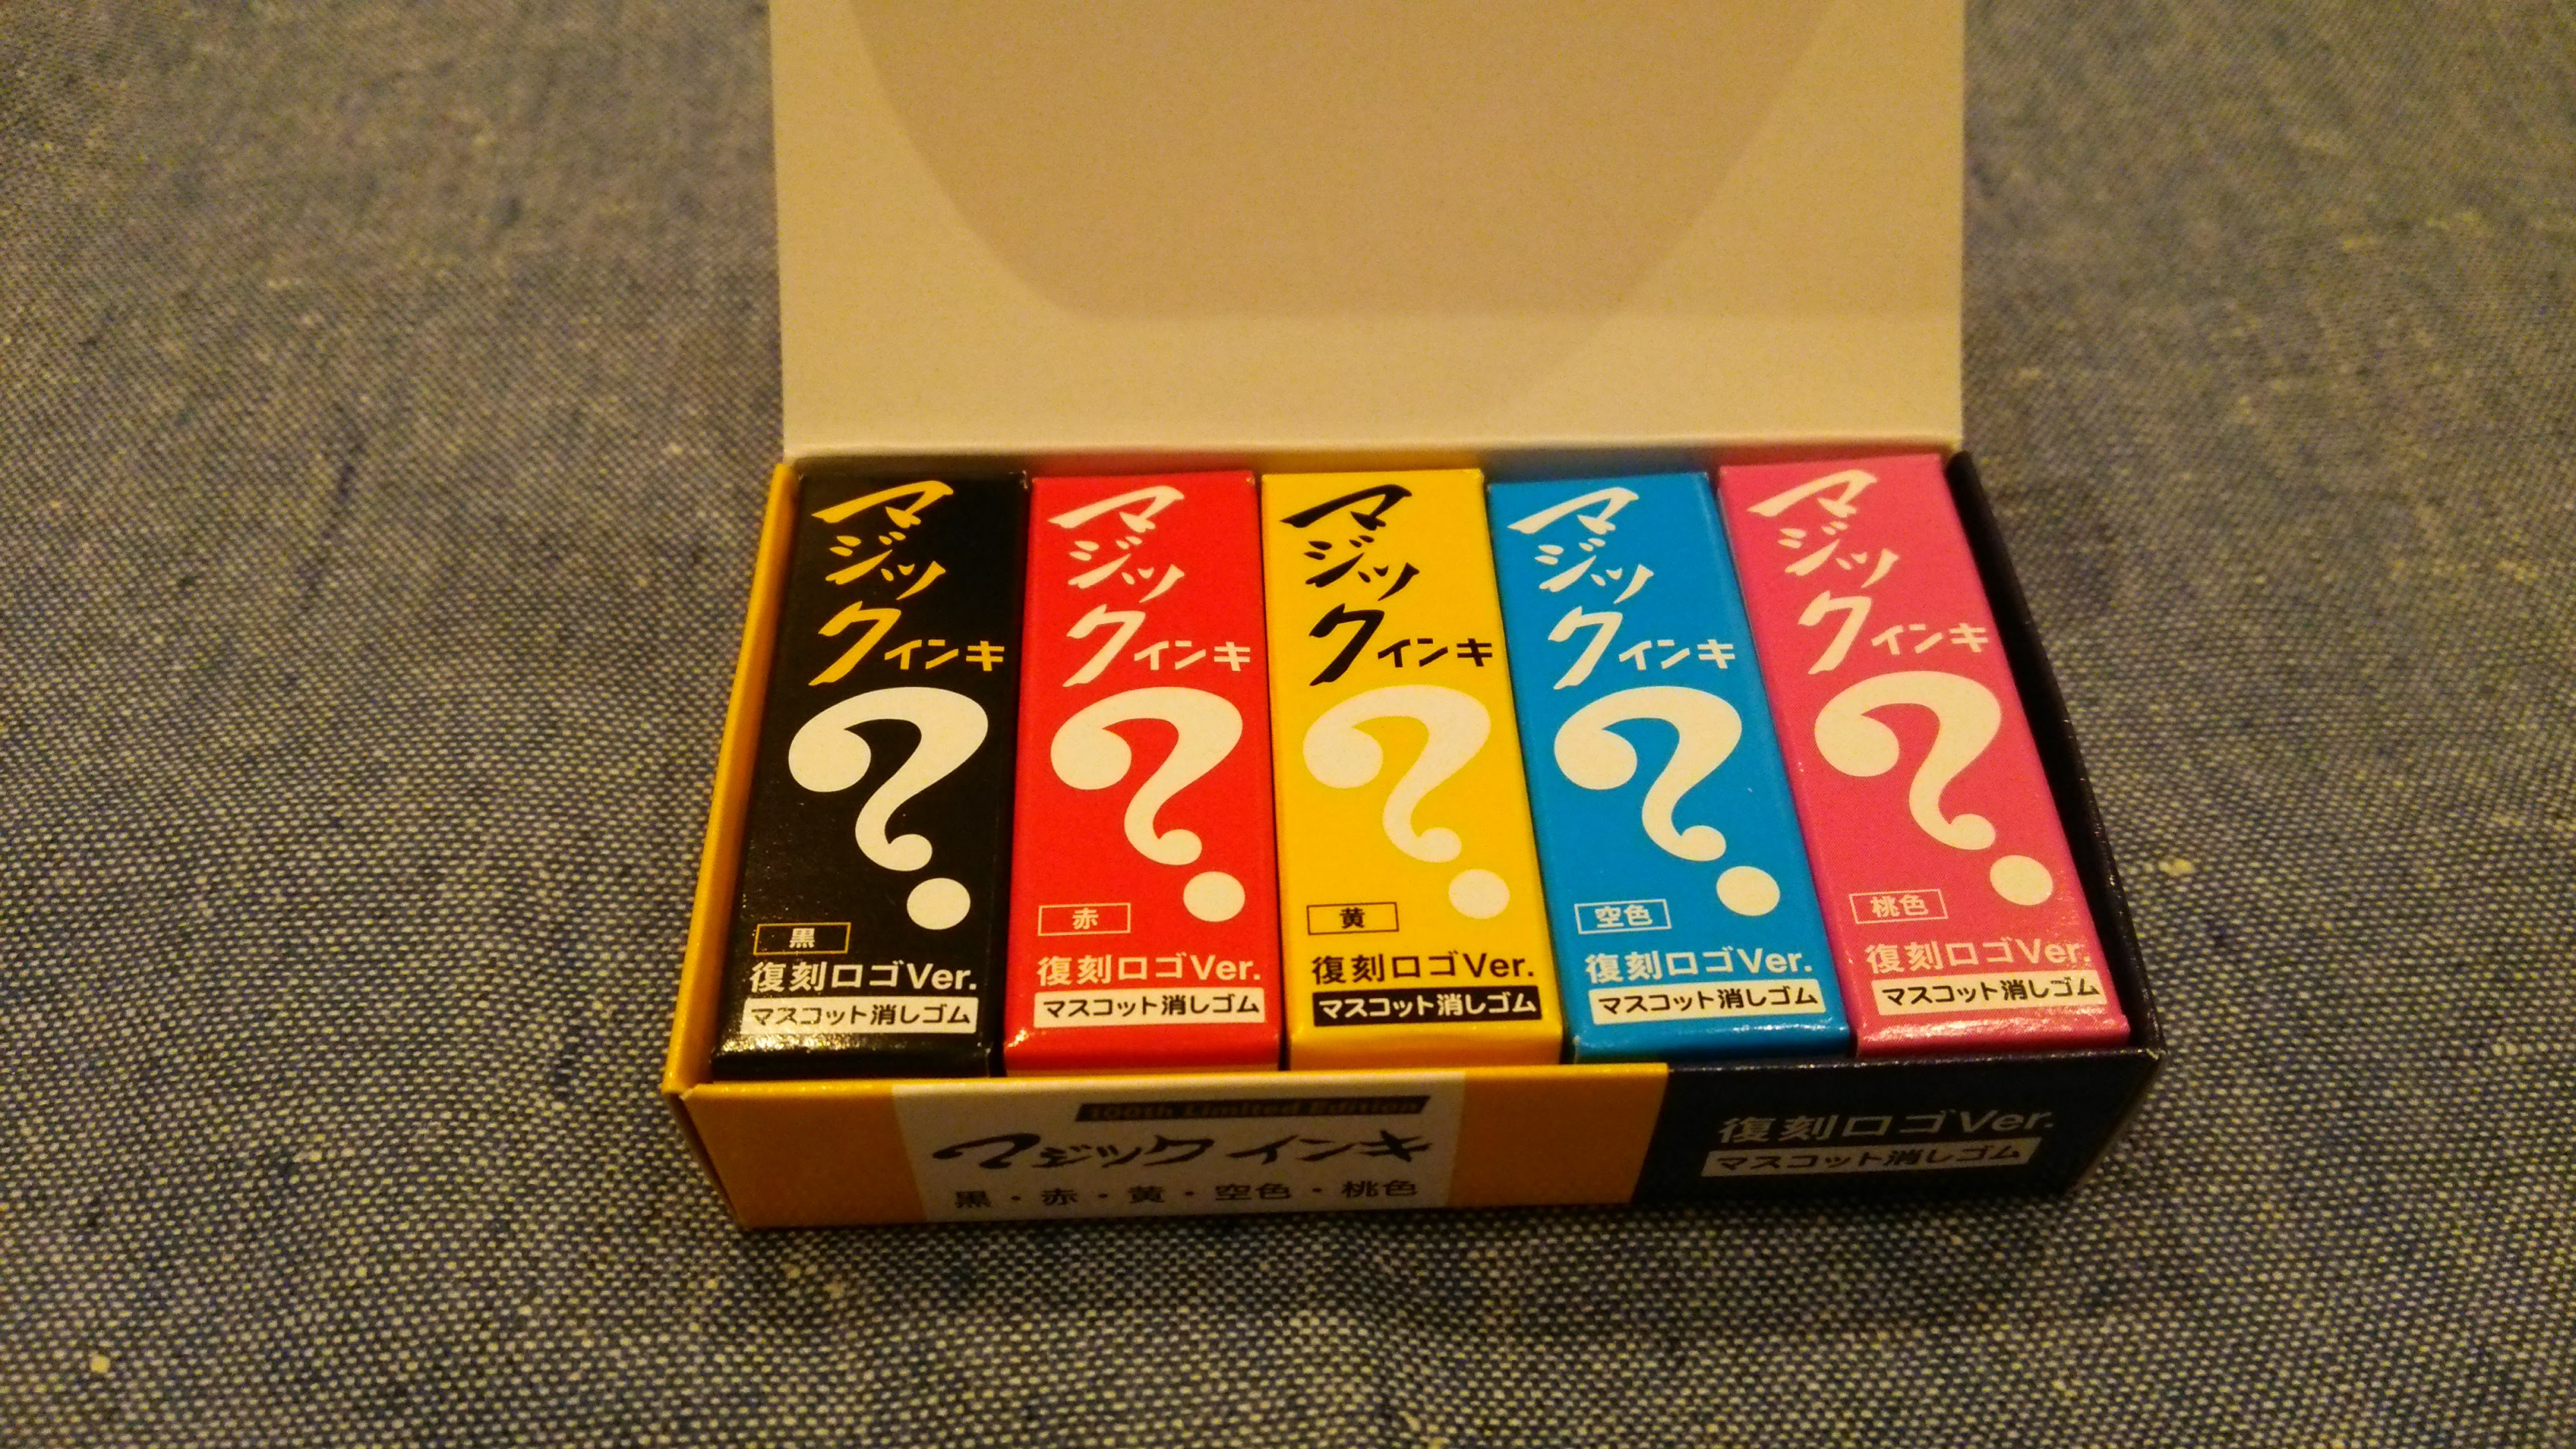 マジックインキ
?
黒
復刻ロゴVer.
マスコット消しゴム
マジックインキ
?
赤
復刻ロゴVer.
マスコット消しゴム
マジックインキ
?
黄
復刻ロゴVer.
マスコット消しゴム
マジックインキ
?
空色
復刻ロゴVer.
マスコット消しゴム
マジックインキ
?
桃色
復刻ロゴVer.
マスコット消しゴム
100th Limited Edition
マジックインキ
黒・赤・黄・空色・桃色
復刻ロゴVer.
マスコット消しゴム